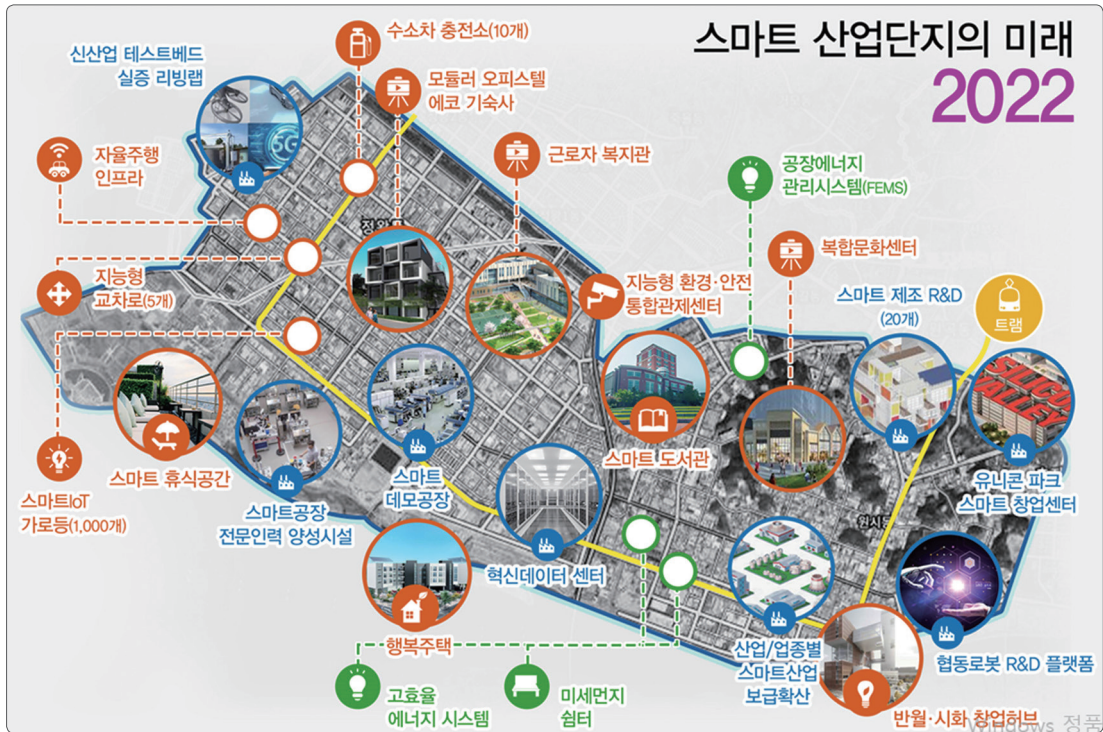 스마트 산업단지의 미래
2022
수소차 충전소(10개)
신산업 테스트베드
실증 리빙랩
모듈러 오피스텔
에코 기숙사
자율주행
인프라
근로자 복지관
공장에너지
관리시스템(FEMS)
5G
정왕동
복합문화센터
지능형
교차로(5개)
지능형 환경·안전
통합관제센터
스마트 제조 R&D
(20개)
트램
스마트IoT
가로등(1,000개)
스마트 휴식공간
스마트공장
전문인력 양성시설
스마트
데모공장
스마트 도서관
혁신데이터 센터
유니콘 파크
스마트 창업센터
행복주택
산업/업종별
스마트산업
보급확산
협동로봇 R&D 플랫폼
고효율
에너지 시스템
미세먼지
쉼터
반월·시화 창업허브
Windows 정품